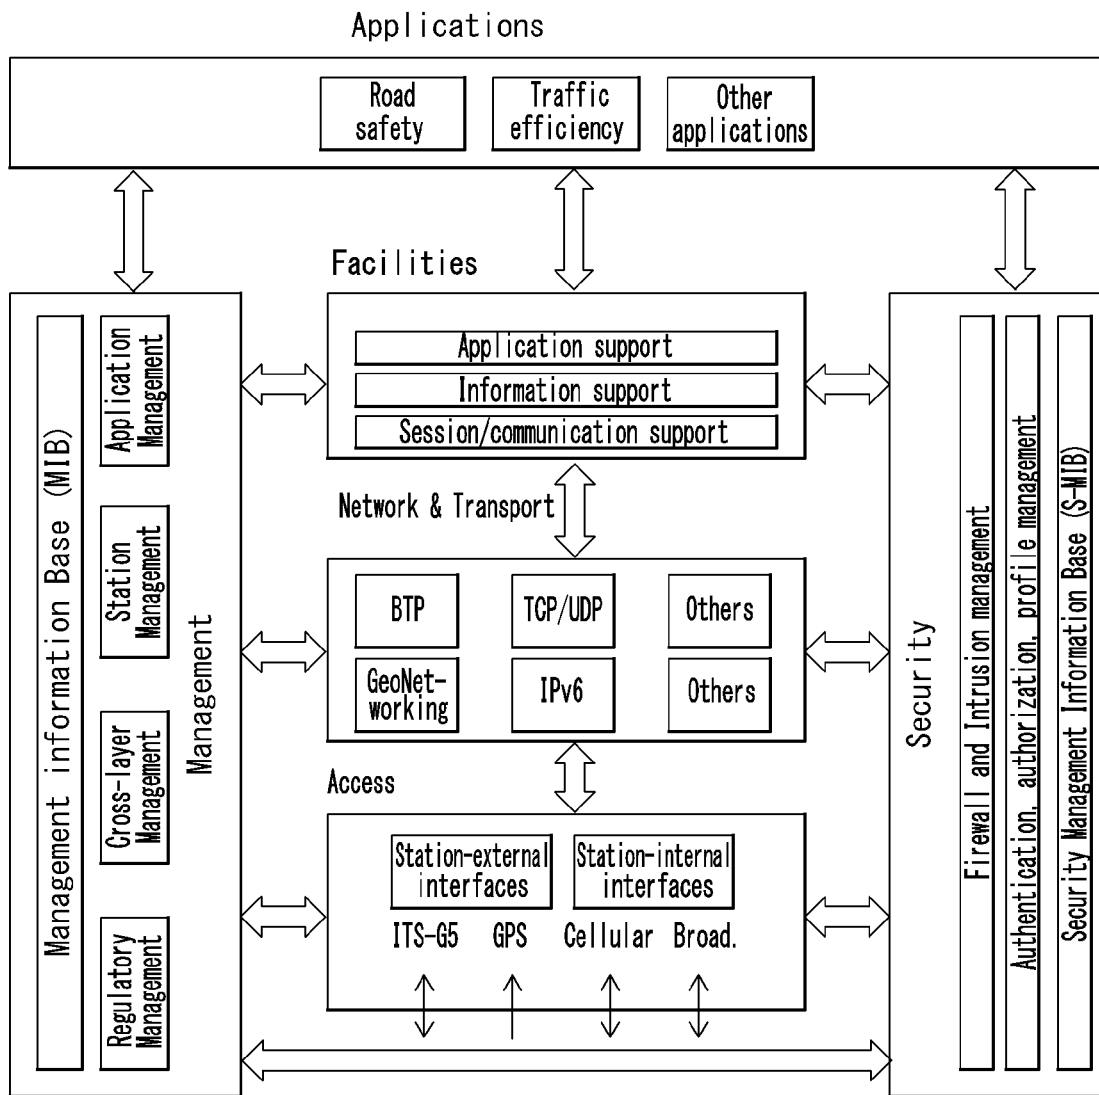 Applications
Road
safety
Traffic
efficiency
Other
applications
Facilities
Application support
Information support
Session/communication support
Network & Transport
BTP
TCP/UDP
Others
GeoNet-
working
IPv6
Others
Access
Station-external
interfaces
Station-internal
interfaces
ITS-G5
GPS
Cellular
Broad.
Management information Base (MIB)
Application
Management
Station
Management
Cross-layer
Management
Regulatory
Management
Management
Security
Firewall and Intrusion management
Authentication, authorization, profile management
Security Management Information Base (S-MIB)